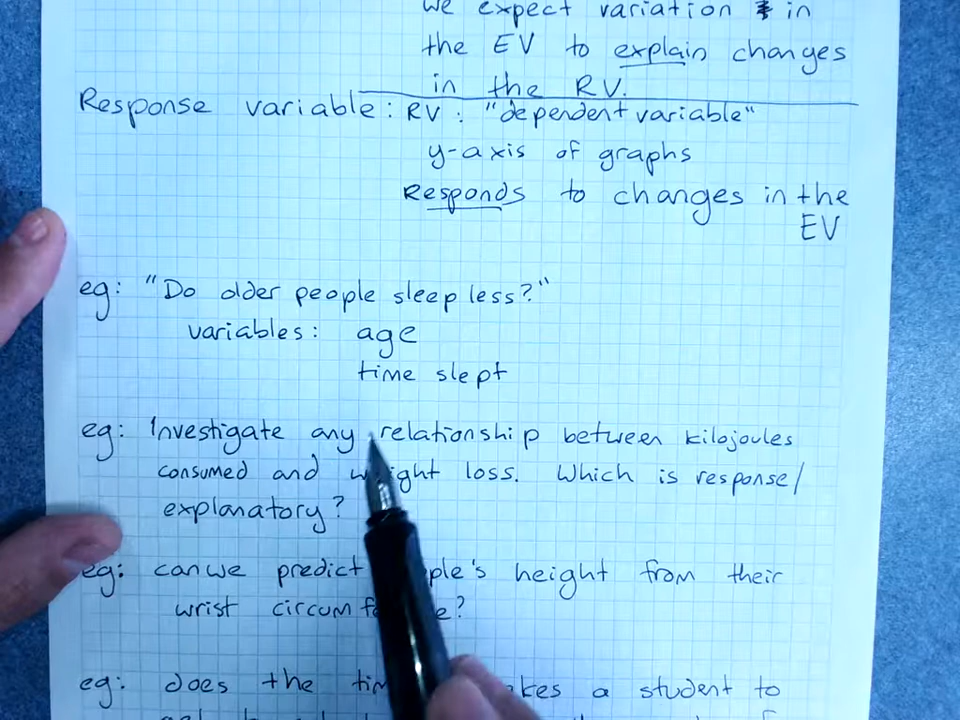 we expect variation in
the EV to explain changes
in the RV.
Response variable: RV: "dependent variable"
y-axis of graphs
Responds to changes in the
EV
eg: "Do older people sleep less?"
variables: age
time slept
eg: Investigate any relationship between kilojoules
consumed and weight loss. Which is response/
explanatory?
eg: can we predict people's height from their
wrist circumference?
eg: does the time takes a student to